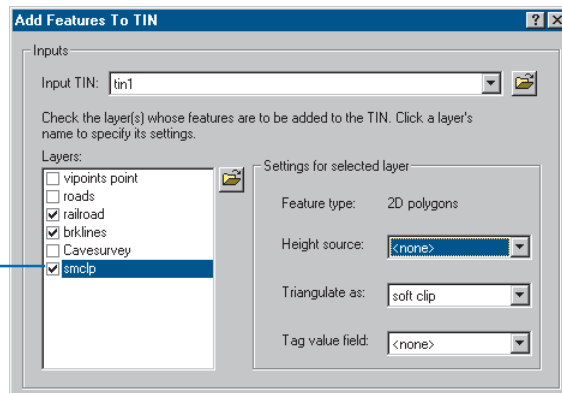 Add Features To TIN
Inputs
Input TIN: tin1
Check the layer(s) whose features are to be added to the TIN. Click a layer's
name to specify its settings.
Layers:
vipoints point
roads
railroad
brklines
Cavesurvey
smclp
Settings for selected layer
Feature type: 2D polygons
Height source: <none>
Triangulate as: soft clip
Tag value field: <none>